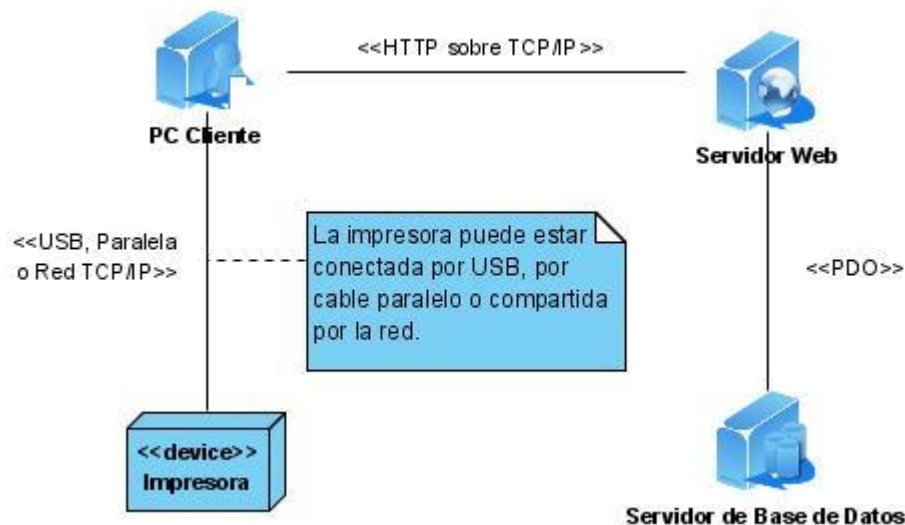 <<HTTP sobre TCP/IP>>
PC Cliente
Servidor Web
<<USB, Paralela
o Red TCP/IP>>
La impresora puede estar
conectada por USB, por
cable paralelo o compartida
por la red.
<<PDO>>
<<device>>
Impresora
Servidor de Base de Datos